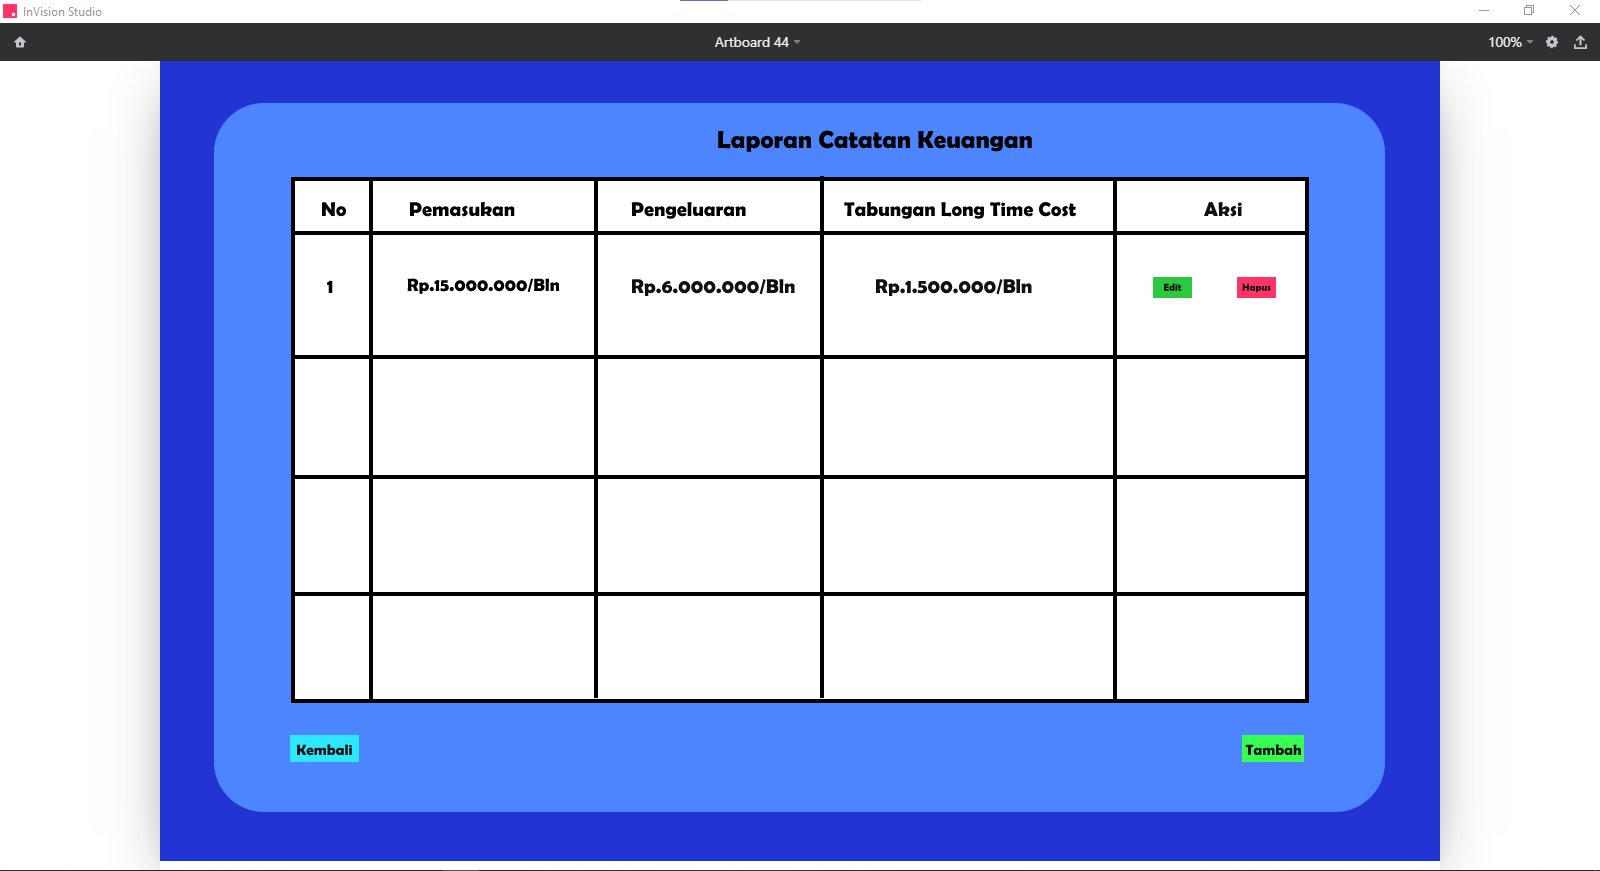 InVision Studio
Artboard 44
100%
Laporan Catatan Keuangan
No Pemasukan Pengeluaran Tabungan Long Time Cost Aksi
1 Rp.15.000.000/Bln Rp.6.000.000/Bln Rp.1.500.000/Bln Edit Hapus
Kembali Tambah